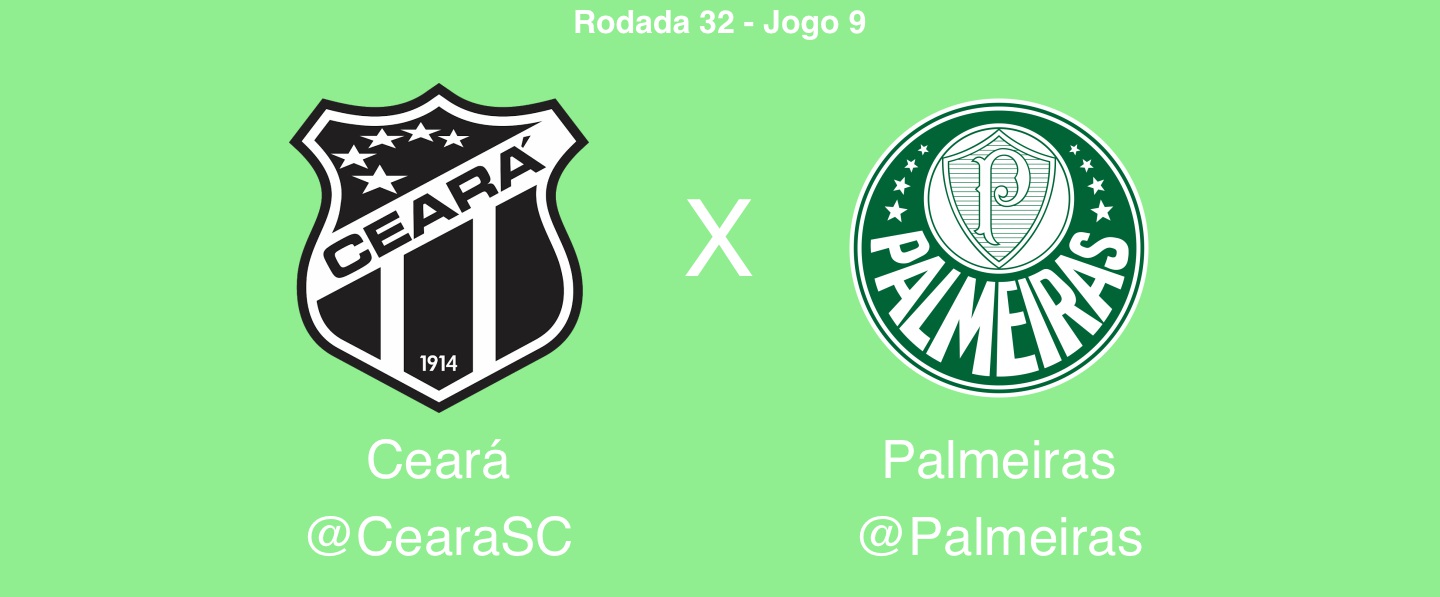 Rodada 32 - Jogo 9
CEARÁ
1914
X
P
PALMEIRAS
Ceará
Palmeiras
@CearaSC
@Palmeiras